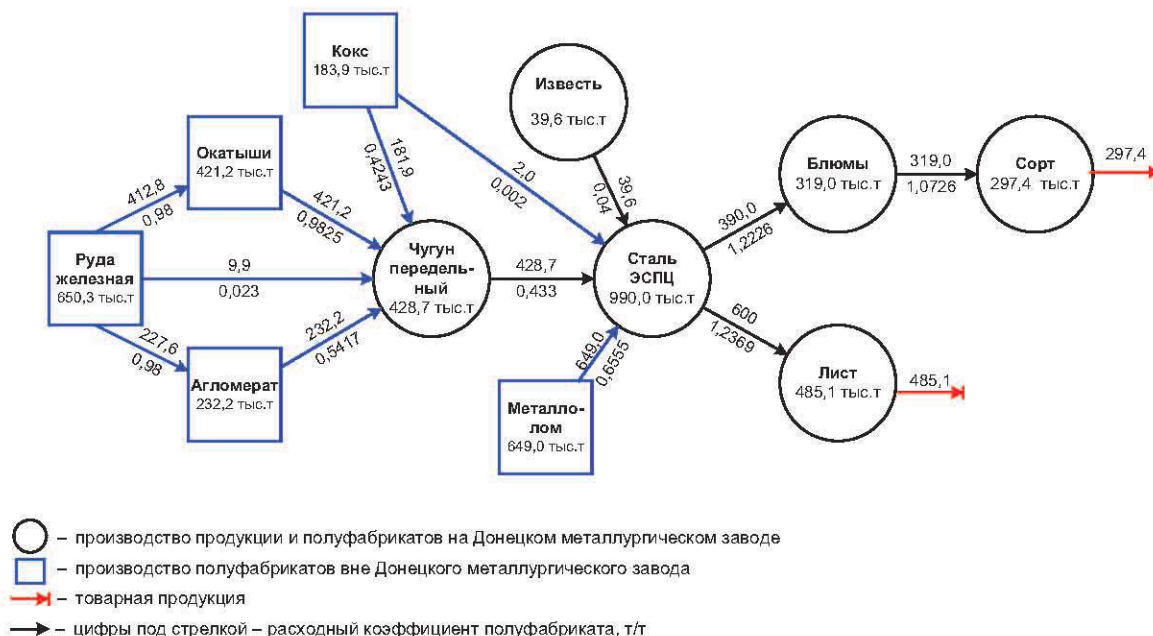 Кокс
183,9 тыс.т
Известь
39,6 тыс.т
Окатыши
421,2 тыс.т
Блюмы
319,0 тыс.т
Сорт
297,4 тыс.т
Руда
железная
650,3 тыс.т
Чугун
передель-
ный
428,7 тыс.т
Сталь
ЭСПЦ
990,0 тыс.т
Агломерат
232,2 тыс.т
Металло-
лом
649,0 тыс.т
Лист
485,1 тыс.т
412,8
0,98
421,2
0,9825
181,9
0,4243
2,0
0,002
39,6
0,04
9,9
0,023
227,6
0,98
232,2
0,5417
428,7
0,433
649,0
0,6555
390,0
1,2226
319,0
1,0726
297,4
600
1,2369
485,1
– производство продукции и полуфабрикатов на Донецком металлургическом заводе
– производство полуфабрикатов вне Донецкого металлургического завода
– товарная продукция
– цифры под стрелкой – расходный коэффициент полуфабриката, т/т